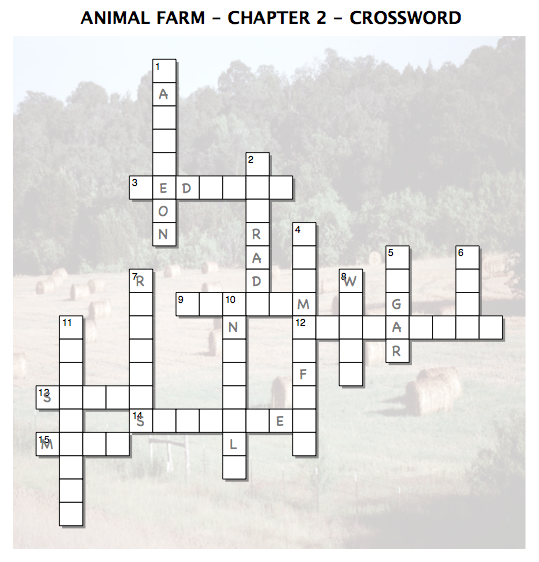 ANIMAL FARM – CHAPTER 2 – CROSSWORD
1
A
2
3 E D
O
4
N R
5 6
A
7 R D 8 W
9 10 M G
11 N 12
A R
F
13 S
14 S E
15 M L